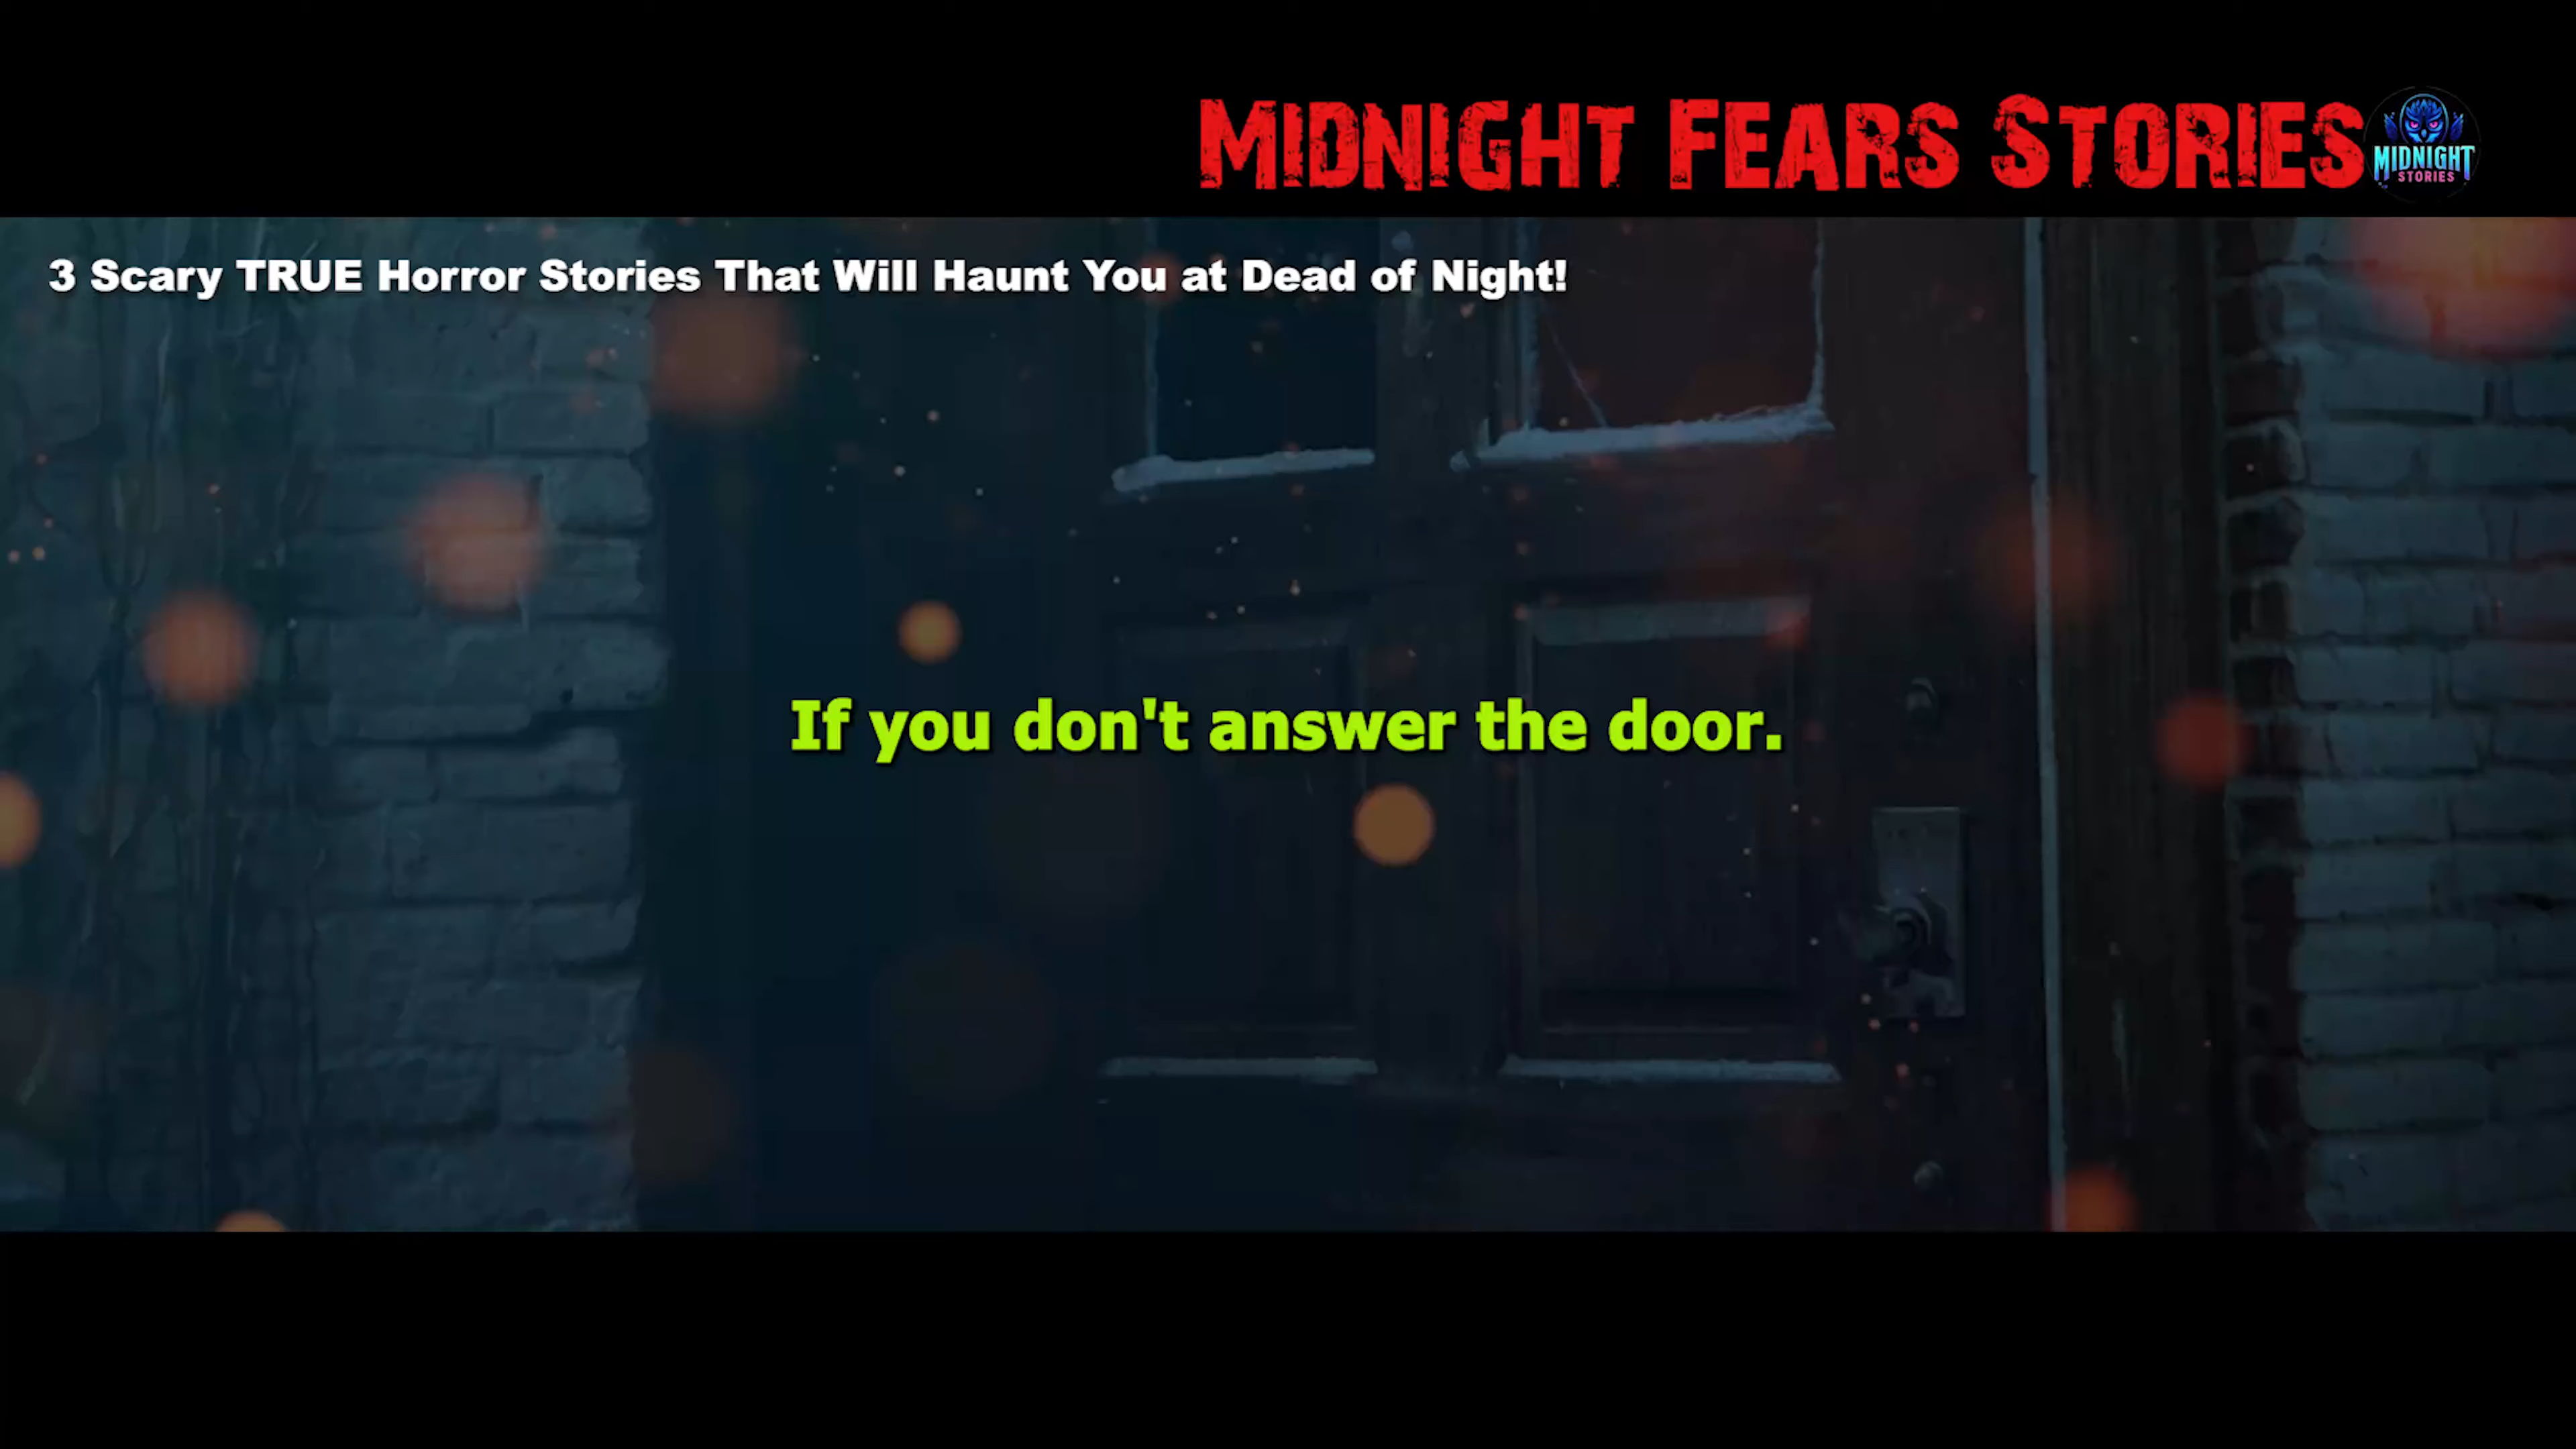 MIDNIGHT FEARS STORIES
MIDNIGHT
STORIES
3 Scary TRUE Horror Stories That Will Haunt You at Dead of Night!
If you don't answer the door.